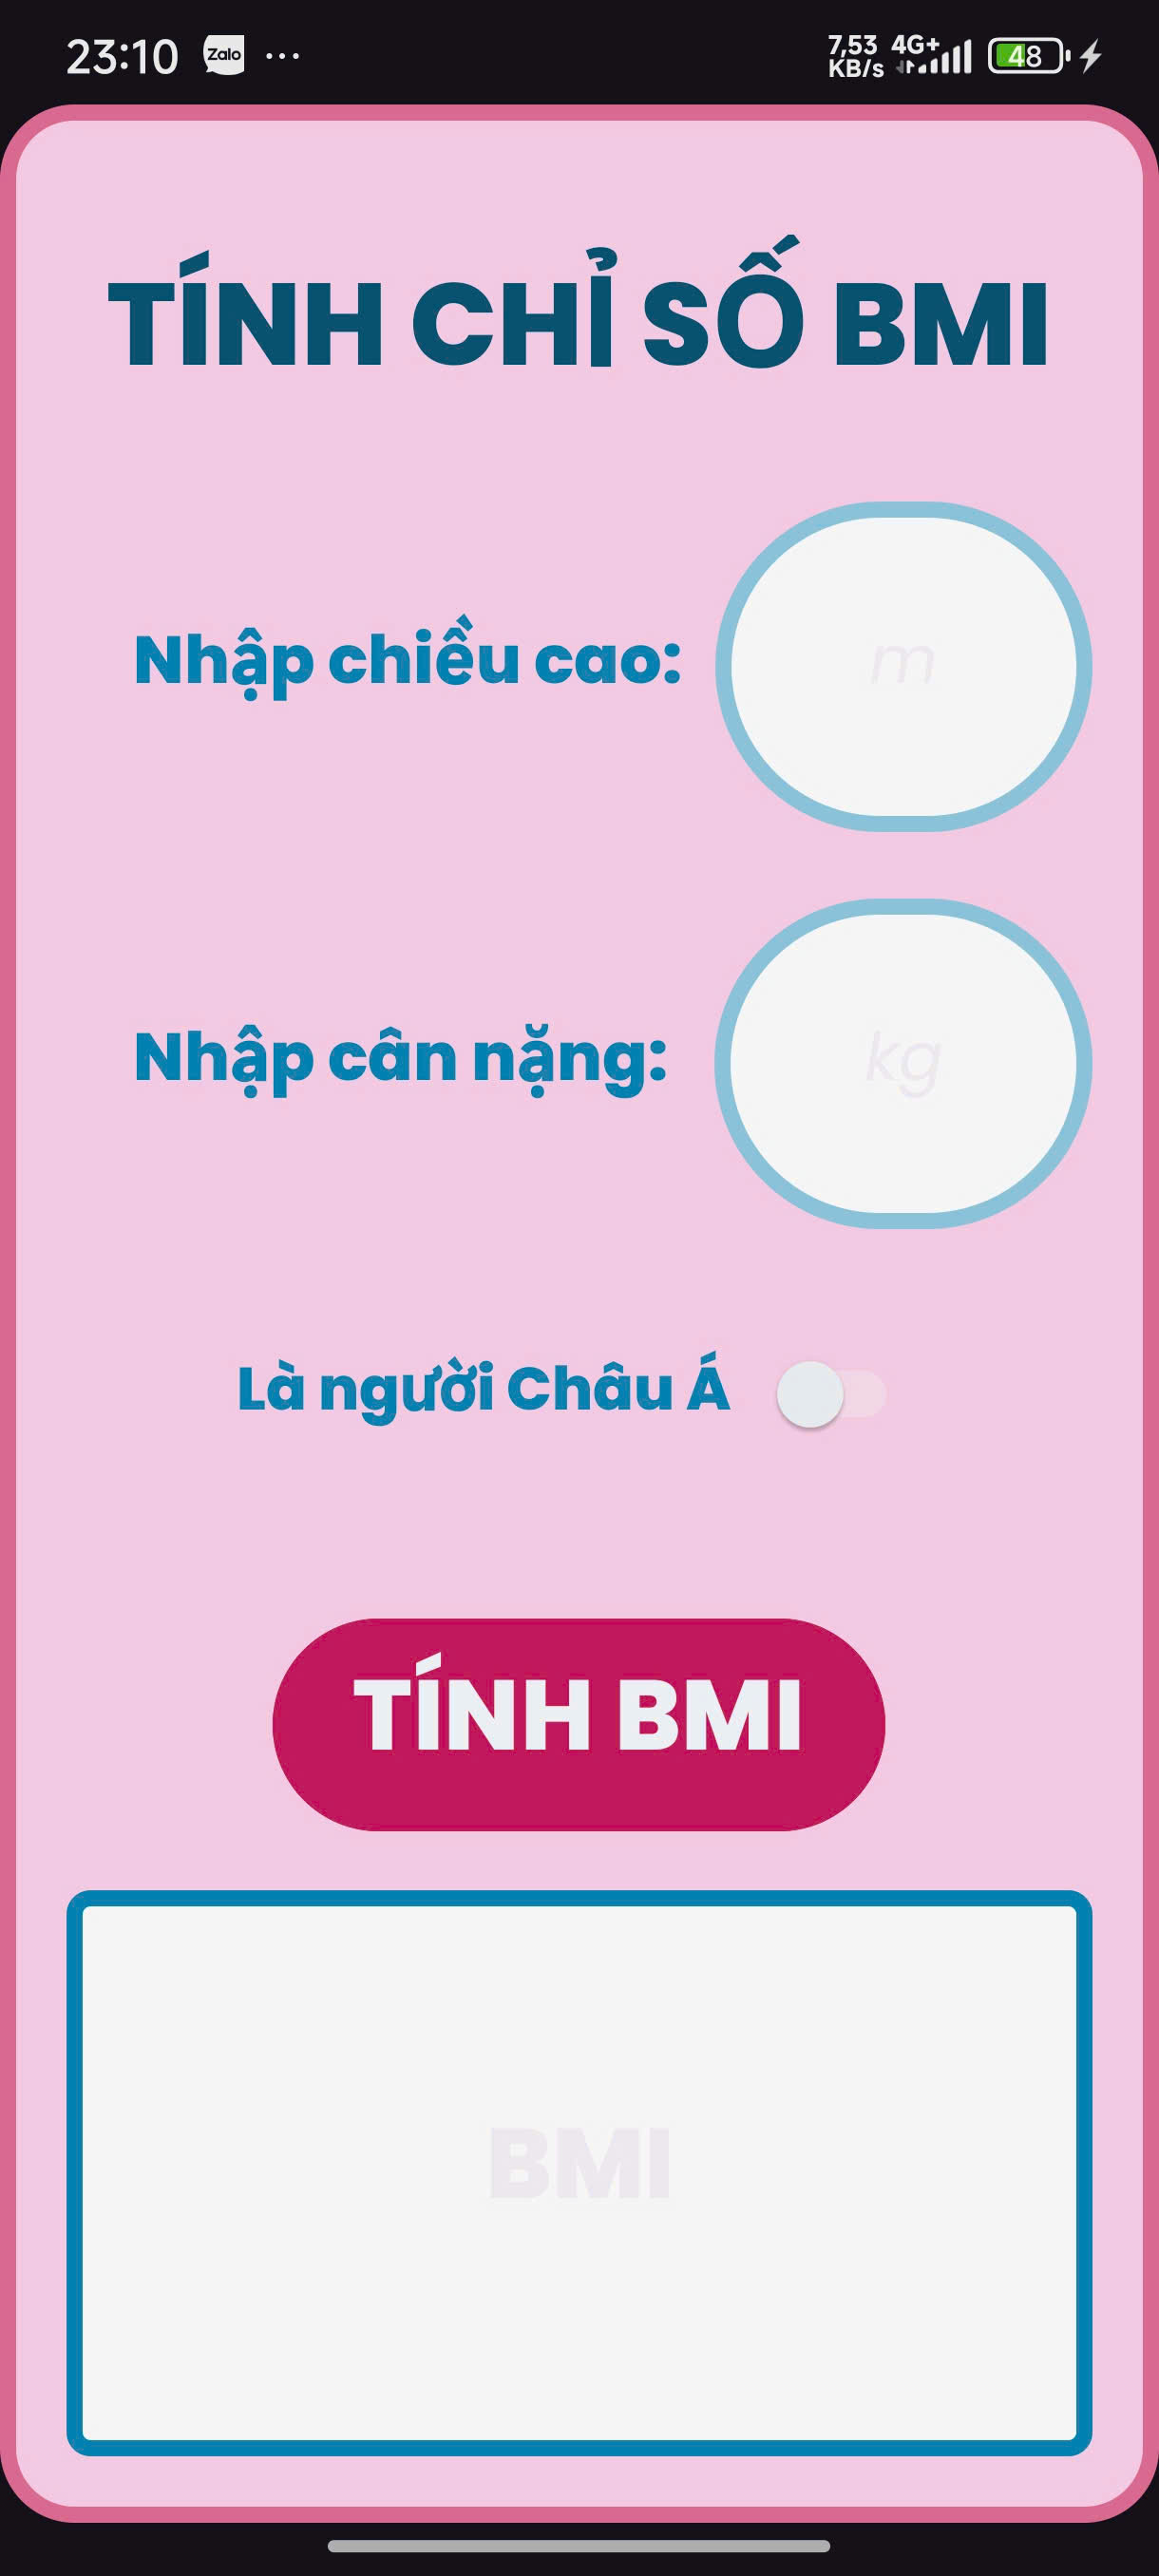 23:10 Zalo ... 7,53 KB/s 4G+ 48
TÍNH CHỈ SỐ BMI
Nhập chiều cao: m
Nhập cân nặng: kg
Là người Châu Á
TÍNH BMI
BMI